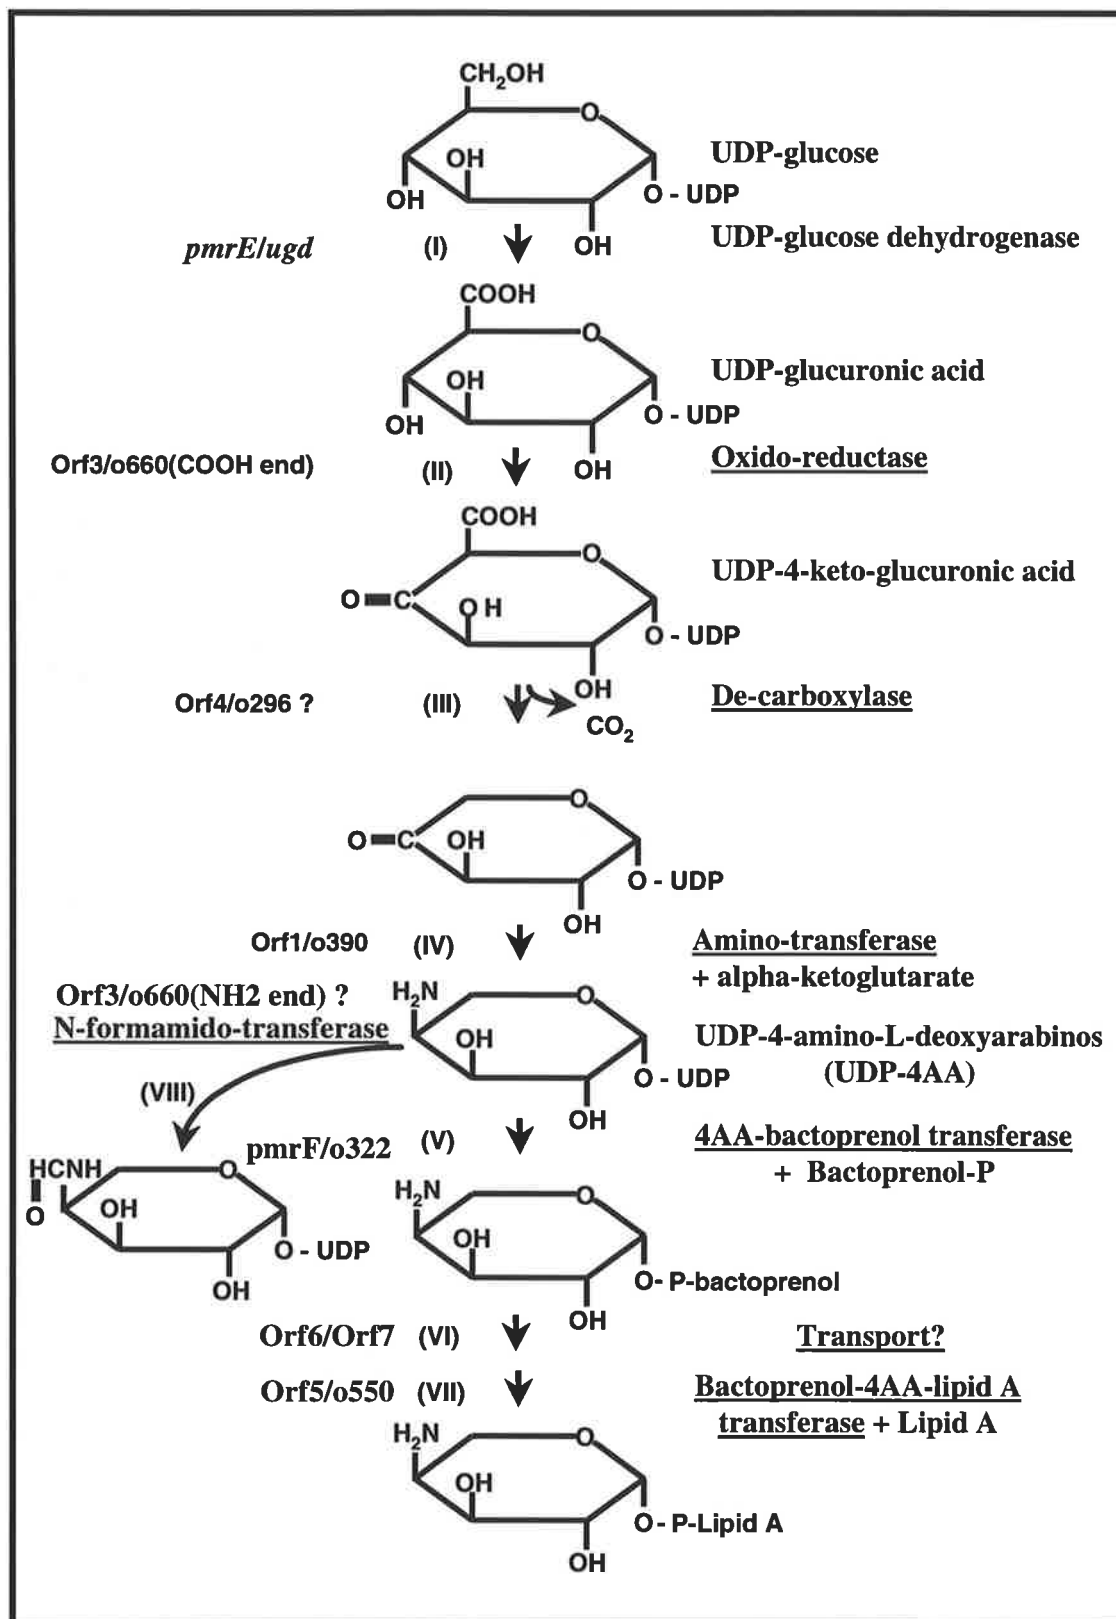 CH2OH
O
OH
UDP-glucose
OH
O - UDP
OH
pmrE/ugd
(I)
UDP-glucose dehydrogenase
COOH
O
OH
UDP-glucuronic acid
OH
O - UDP
OH
Orf3/o660(COOH end)
(II)
Oxido-reductase
COOH
O
UDP-4-keto-glucuronic acid
O=C
OH
O - UDP
OH
Orf4/o296 ?
(III)
De-carboxylase
CO2
O
O=C
OH
O - UDP
OH
Orf1/o390
(IV)
Amino-transferase
+ alpha-ketoglutarate
Orf3/o660(NH2 end) ?
N-formamido-transferase
H2N
O
OH
UDP-4-amino-L-deoxyarabinos
(UDP-4AA)
O - UDP
OH
(VIII)
pmrF/o322
(V)
4AA-bactoprenol transferase
+ Bactoprenol-P
HCNH
O
O
OH
O - UDP
OH
H2N
O
OH
O- P-bactoprenol
OH
Orf6/Orf7
(VI)
Transport?
Orf5/o550
(VII)
Bactoprenol-4AA-lipid A
transferase + Lipid A
H2N
O
OH
O- P-Lipid A
OH